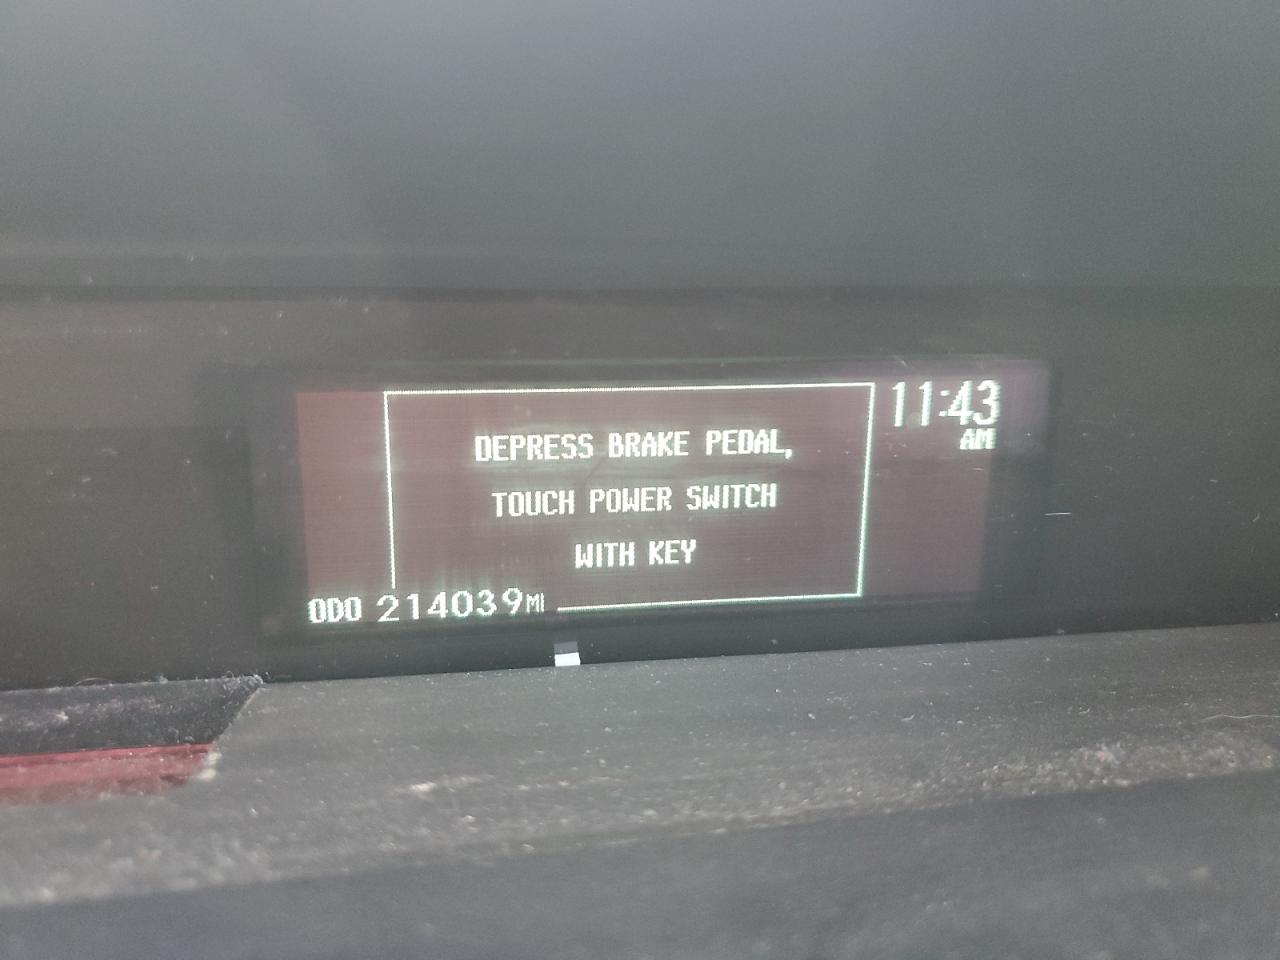 11:43
AM
DEPRESS BRAKE PEDAL,
TOUCH POWER SWITCH
WITH KEY
ODO 214039MI